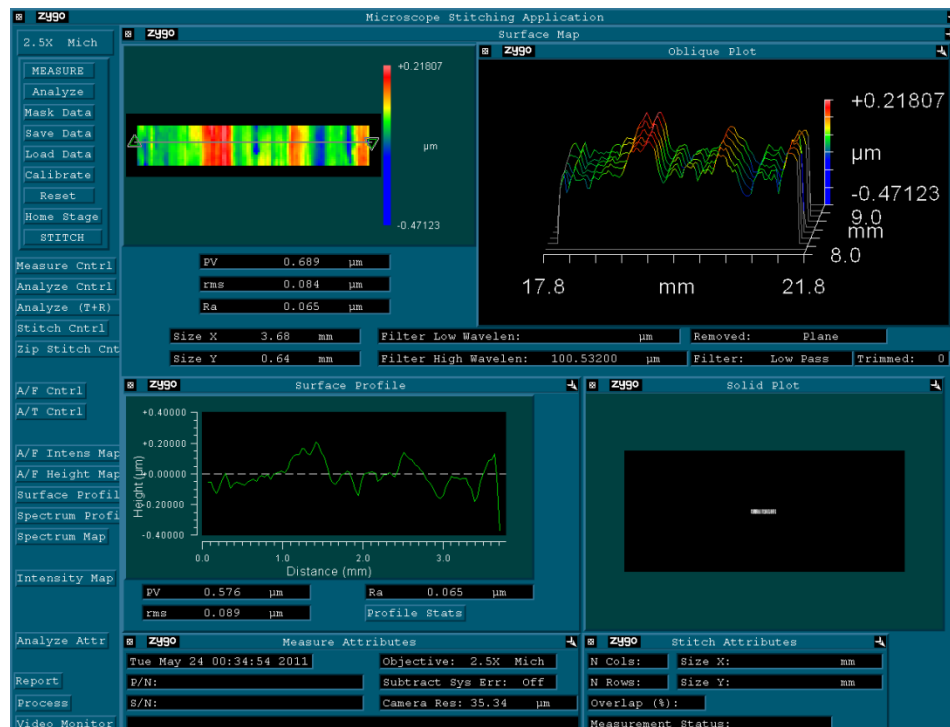 zygo Microscope Stitching Application
2.5X Mich
MEASURE
Analyze
Mask Data
Save Data
Load Data
Calibrate
Reset
Home Stage
STITCH
Measure Cntrl
Analyze Cntrl
Analyze (T+R)
Stitch Cntrl
Zip Stitch Cnt
A/F Cntrl
A/T Cntrl
A/F Intens Map
A/F Height Map
Surface Profil
Spectrum Profi
Spectrum Map
Intensity Map
Analyze Attr
Report
Process
Video Monitor
zygo Surface Map
+0.21807
µm
-0.47123
PV 0.689 µm
rms 0.084 µm
Ra 0.065 µm
Size X 3.68 mm
Size Y 0.64 mm
Filter Low Wavelen: µm
Filter High Wavelen: 100.53200 µm
Removed: Plane
Filter: Low Pass
Trimmed: 0
zygo Oblique Plot
+0.21807
µm
-0.47123
9.0
mm
8.0
17.8 mm 21.8
zygo Surface Profile
+0.40000
+0.20000
+0.00000
-0.20000
-0.40000
Height (µm)
0.0 1.0 2.0 3.0
Distance (mm)
PV 0.576 µm
rms 0.089 µm
Ra 0.065 µm
Profile Stats
zygo Solid Plot
zygo Measure Attributes
Tue May 24 00:34:54 2011
P/N:
S/N:
Objective: 2.5X Mich
Subtract Sys Err: Off
Camera Res: 35.34 µm
zygo Stitch Attributes
N Cols:
Size X: mm
N Rows:
Size Y: mm
Overlap (%):
Measurement Status: